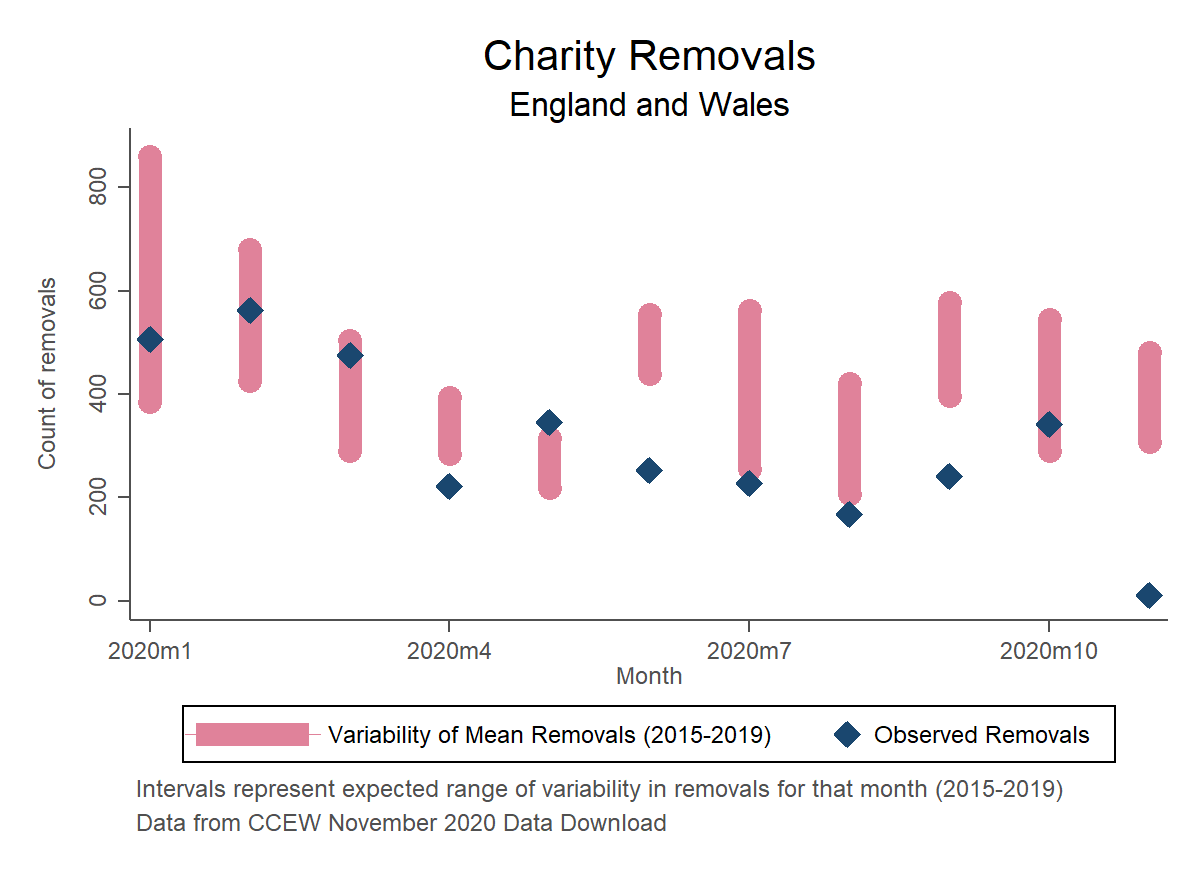 Charity Removals
England and Wales
Count of removals
800
600
400
200
0
2020m1 2020m4 2020m7 2020m10
Month
Variability of Mean Removals (2015-2019) Observed Removals
Intervals represent expected range of variability in removals for that month (2015-2019)
Data from CCEW November 2020 Data Download